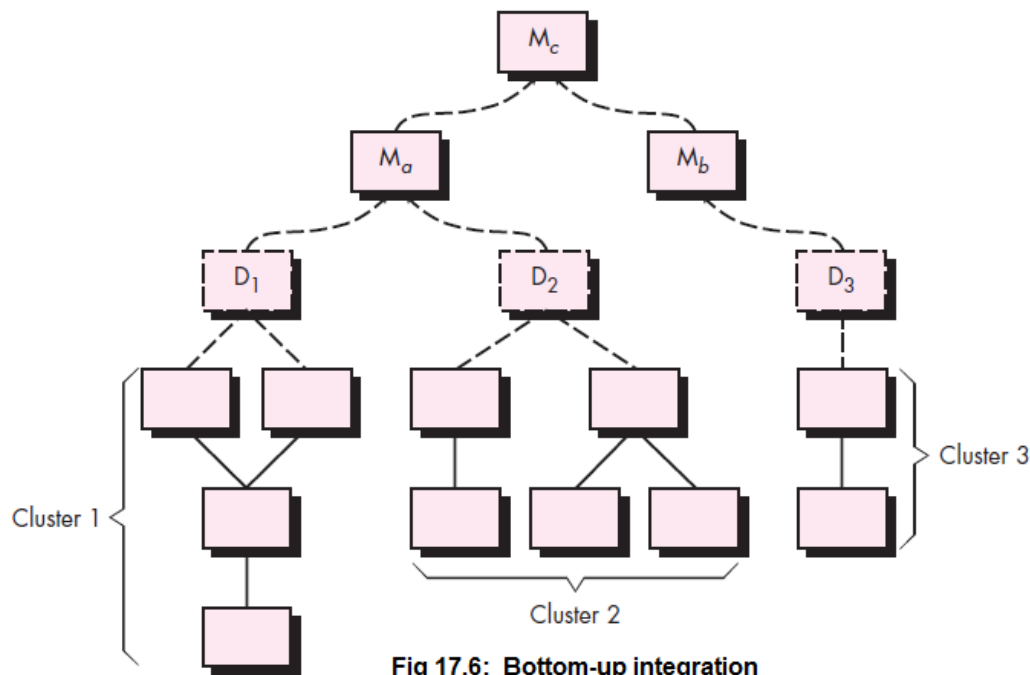 M_c
M_a
M_b
D_1
D_2
D_3
Cluster 3
Cluster 1
Cluster 2
Fig 17.6: Bottom-up integration